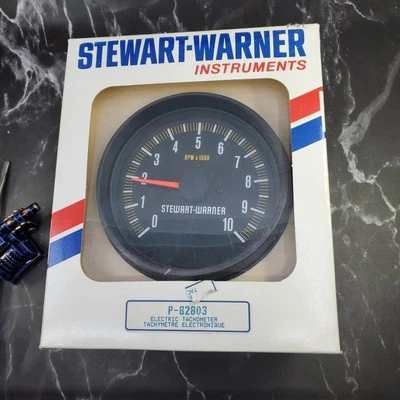 STEWART-WARNER
INSTRUMENTS
0
1
2
3
4
5
6
7
8
9
10
RPM x 1000
STEWART-WARNER
P-82803
ELECTRIC TACHOMETER
TACHYMETRE ELECTRONIQUE